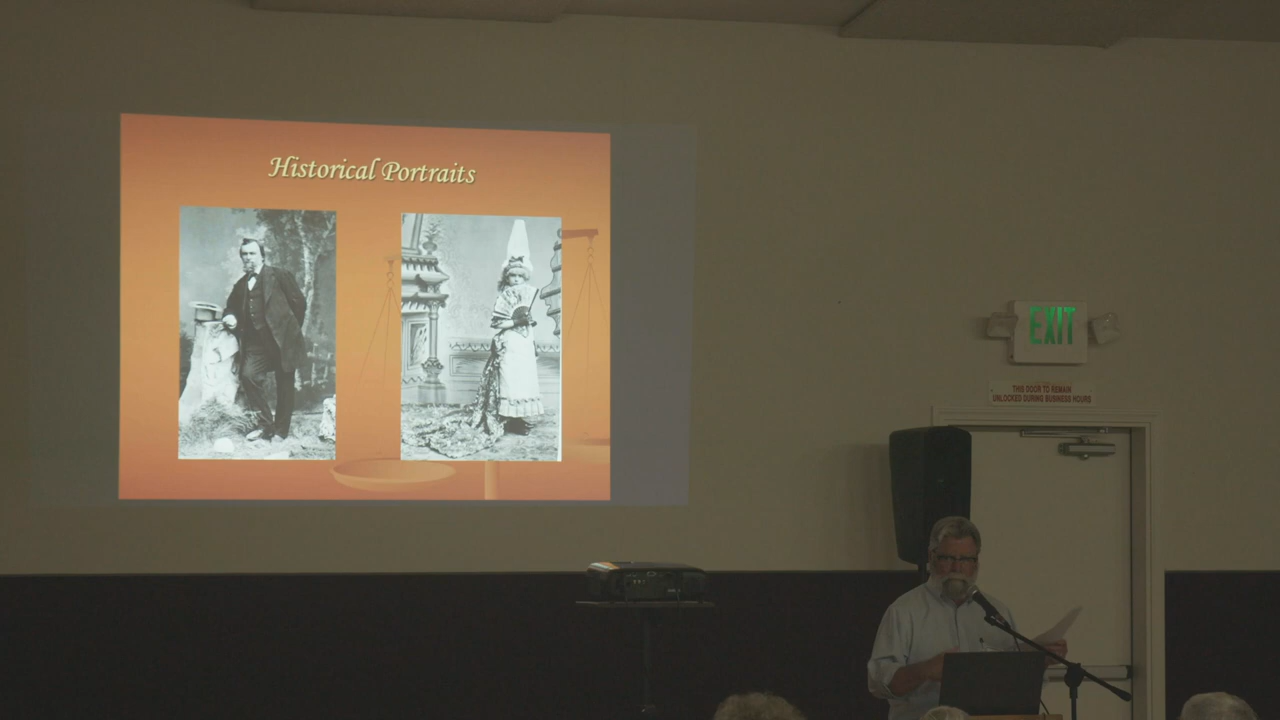 Historical Portraits
EXIT
THIS DOOR TO REMAIN
UNLOCKED DURING BUSINESS HOURS